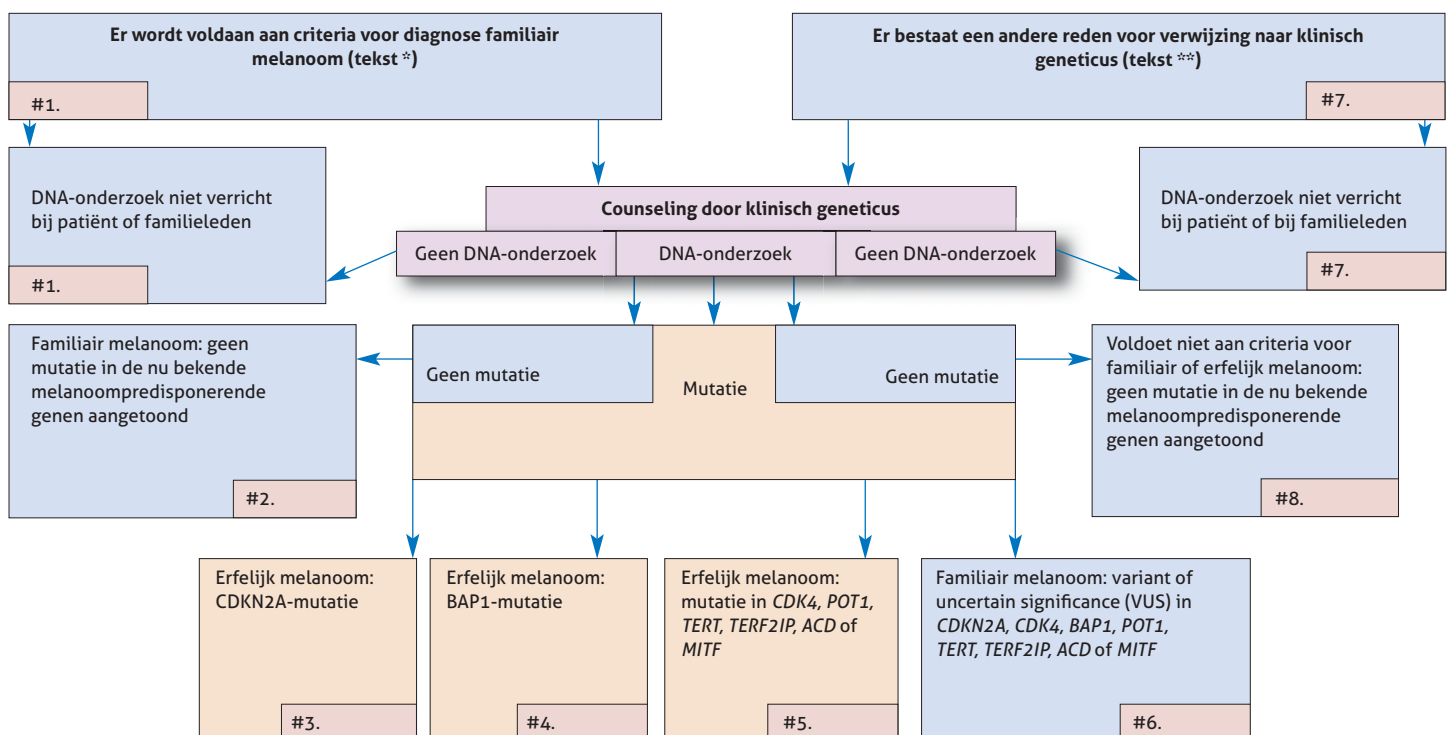 Er wordt voldaan aan criteria voor diagnose familiair
melanoom (tekst *)
#1.
Er bestaat een andere reden voor verwijzing naar klinisch
geneticus (tekst **)
#7.
DNA-onderzoek niet verricht
bij patiënt of familieleden
#1.
Counseling door klinisch geneticus
Geen DNA-onderzoek
DNA-onderzoek
Geen DNA-onderzoek
DNA-onderzoek niet verricht
bij patiënt of bij familieleden
#7.
Familiair melanoom: geen
mutatie in de nu bekende
melanoompredisponerende
genen aangetoond
#2.
Geen mutatie
Mutatie
Geen mutatie
Voldoet niet aan criteria voor
familiair of erfelijk melanoom:
geen mutatie in de nu bekende
melanoompredisponerende
genen aangetoond
#8.
Erfelijk melanoom:
CDKN2A-mutatie
#3.
Erfelijk melanoom:
BAP1-mutatie
#4.
Erfelijk melanoom:
mutatie in CDK4, POT1,
TERT, TERF2IP, ACD of
MITF
#5.
Familiair melanoom: variant of
uncertain significance (VUS) in
CDKN2A, CDK4, BAP1, POT1,
TERT, TERF2IP, ACD of MITF
#6.